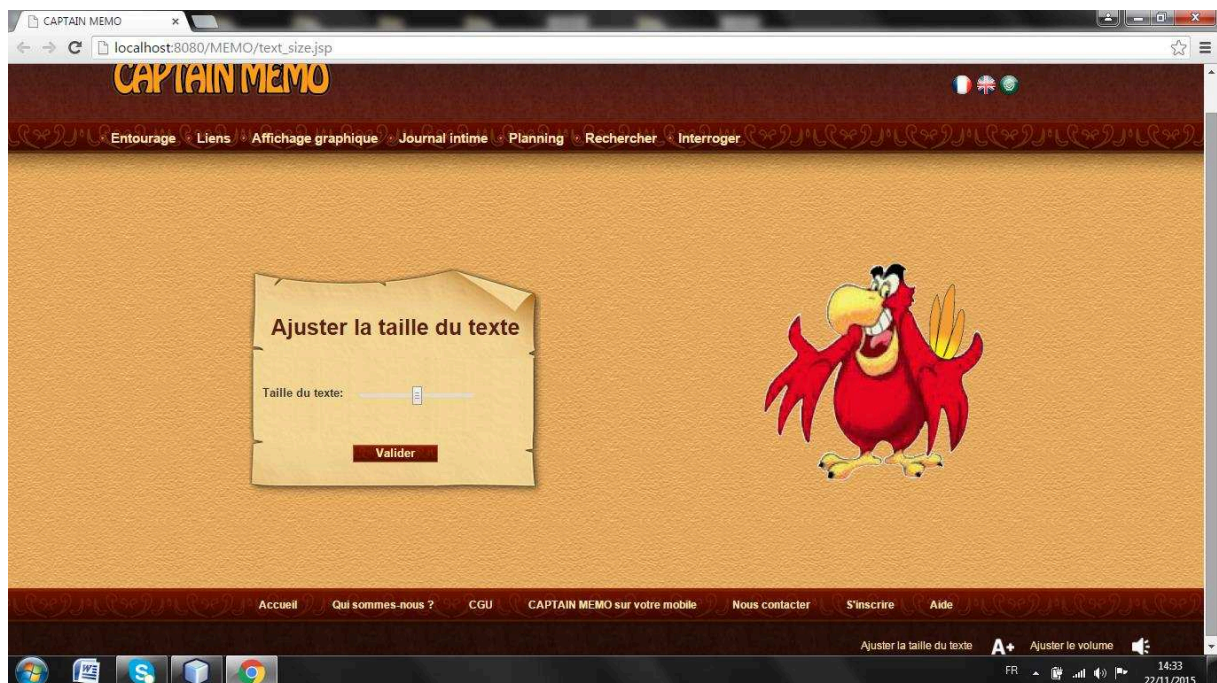 CAPTAIN MEMO
localhost:8080/MEMO/text_size.jsp
CAPTAIN MEMO
Entourage Liens Affichage graphique Journal intime Planning Rechercher Interroger
Ajuster la taille du texte
Taille du texte:
Valider
Accueil Qui sommes-nous ? CGU CAPTAIN MEMO sur votre mobile Nous contacter S'inscrire Aide
Ajuster la taille du texte A+ Ajuster le volume
FR 14:33
22/11/2015